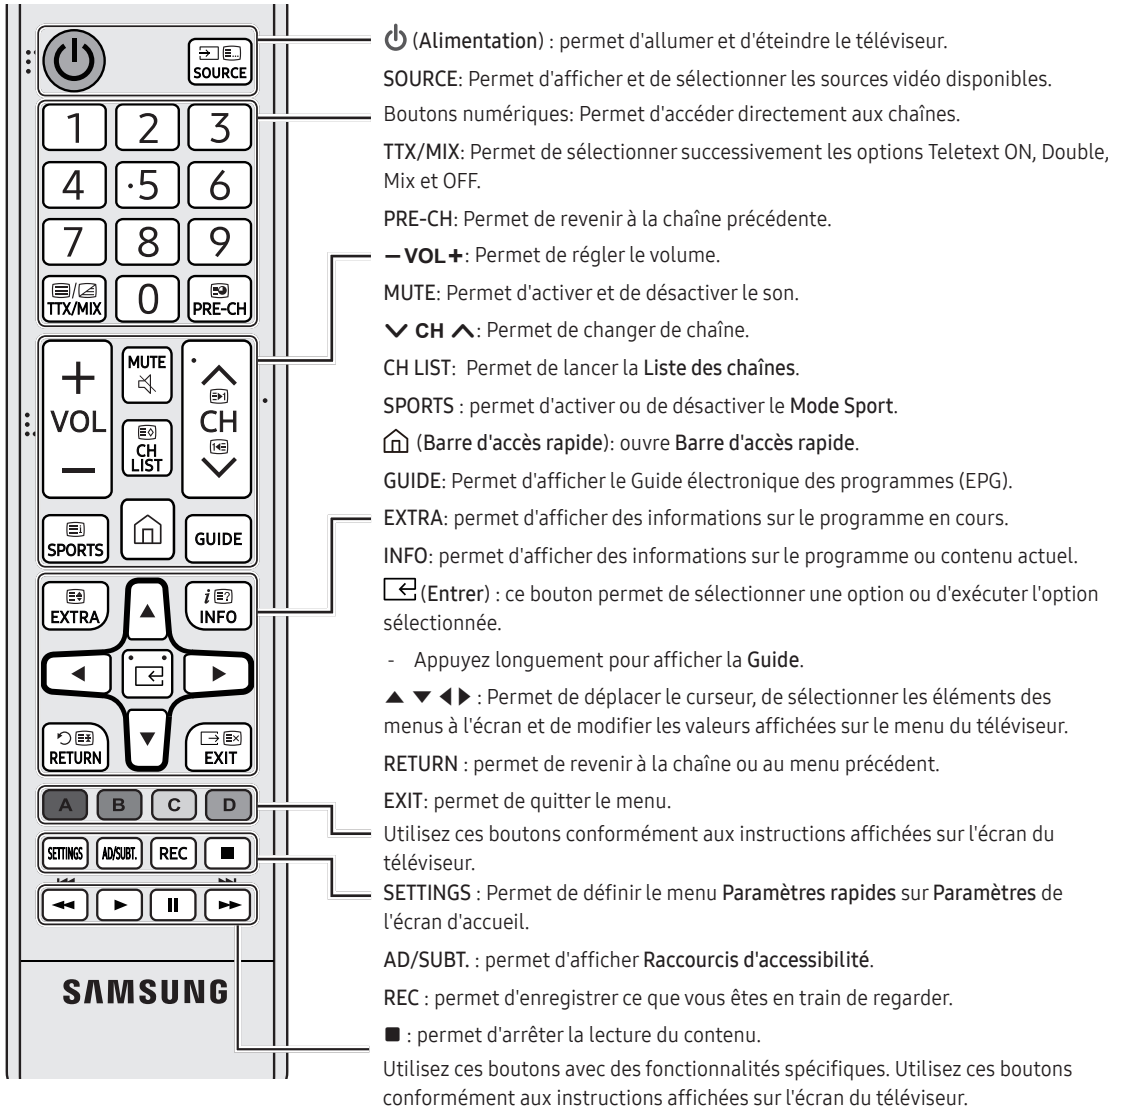 SOURCE
1 2 3
4 ·5 6
7 8 9
TTX/MIX 0 PRE-CH
+ MUTE
VOL CH
CH
LIST
−
SPORTS GUIDE
EXTRA i INFO
RETURN EXIT
A B C D
SETTINGS AD/SUBT. REC
SAMSUNG
(Alimentation) : permet d'allumer et d'éteindre le téléviseur.
SOURCE: Permet d'afficher et de sélectionner les sources vidéo disponibles.
Boutons numériques: Permet d'accéder directement aux chaînes.
TTX/MIX: Permet de sélectionner successivement les options Teletext ON, Double,
Mix et OFF.
PRE-CH: Permet de revenir à la chaîne précédente.
− VOL +: Permet de régler le volume.
MUTE: Permet d'activer et de désactiver le son.
CH : Permet de changer de chaîne.
CH LIST: Permet de lancer la Liste des chaînes.
SPORTS : permet d'activer ou de désactiver le Mode Sport.
(Barre d'accès rapide): ouvre Barre d'accès rapide.
GUIDE: Permet d'afficher le Guide électronique des programmes (EPG).
EXTRA: permet d'afficher des informations sur le programme en cours.
INFO: permet d'afficher des informations sur le programme ou contenu actuel.
(Entrer) : ce bouton permet de sélectionner une option ou d'exécuter l'option
sélectionnée.
- Appuyez longuement pour afficher la Guide.
▲ ▼ ◀ ▶ : Permet de déplacer le curseur, de sélectionner les éléments des
menus à l'écran et de modifier les valeurs affichées sur le menu du téléviseur.
RETURN : permet de revenir à la chaîne ou au menu précédent.
EXIT: permet de quitter le menu.
Utilisez ces boutons conformément aux instructions affichées sur l'écran du
téléviseur.
SETTINGS : Permet de définir le menu Paramètres rapides sur Paramètres de
l'écran d'accueil.
AD/SUBT. : permet d'afficher Raccourcis d'accessibilité.
REC : permet d'enregistrer ce que vous êtes en train de regarder.
■ : permet d'arrêter la lecture du contenu.
Utilisez ces boutons avec des fonctionnalités spécifiques. Utilisez ces boutons
conformément aux instructions affichées sur l'écran du téléviseur.